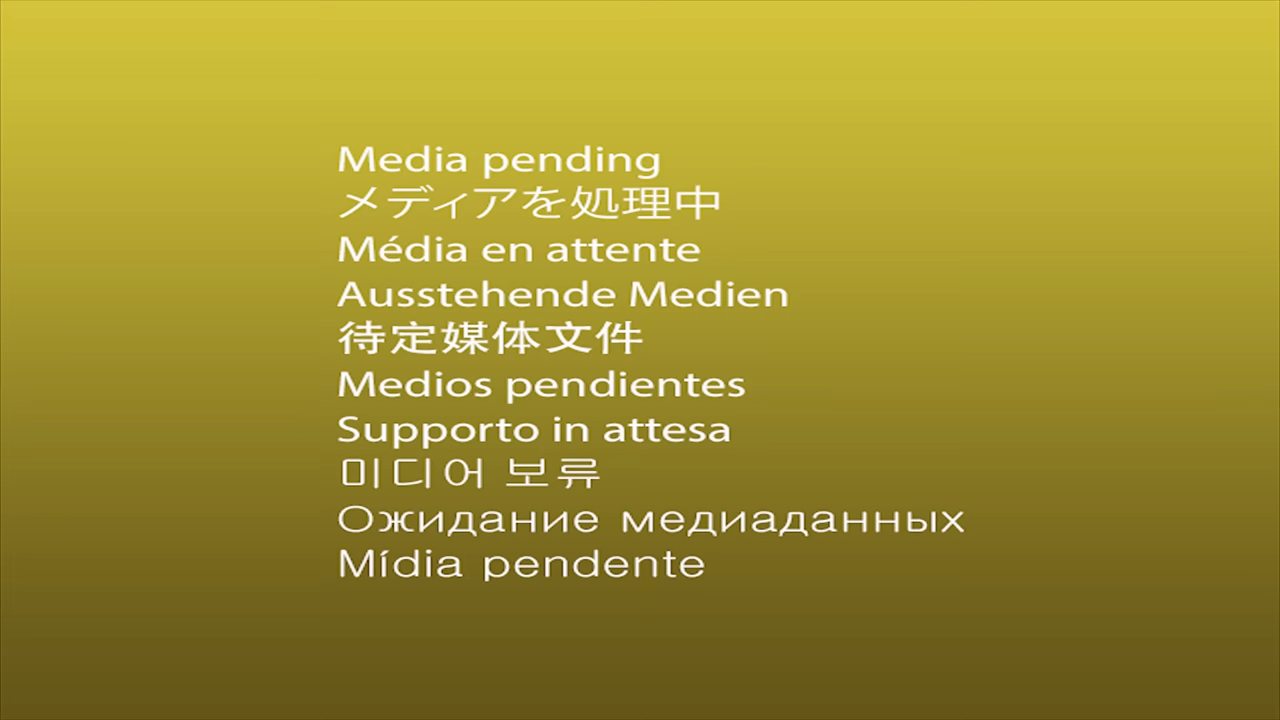 Media pending
メディアを処理中
Média en attente
Ausstehende Medien
待定媒体文件
Medios pendientes
Supporto in attesa
미디어 보류
Ожидание медиаданных
Mídia pendente